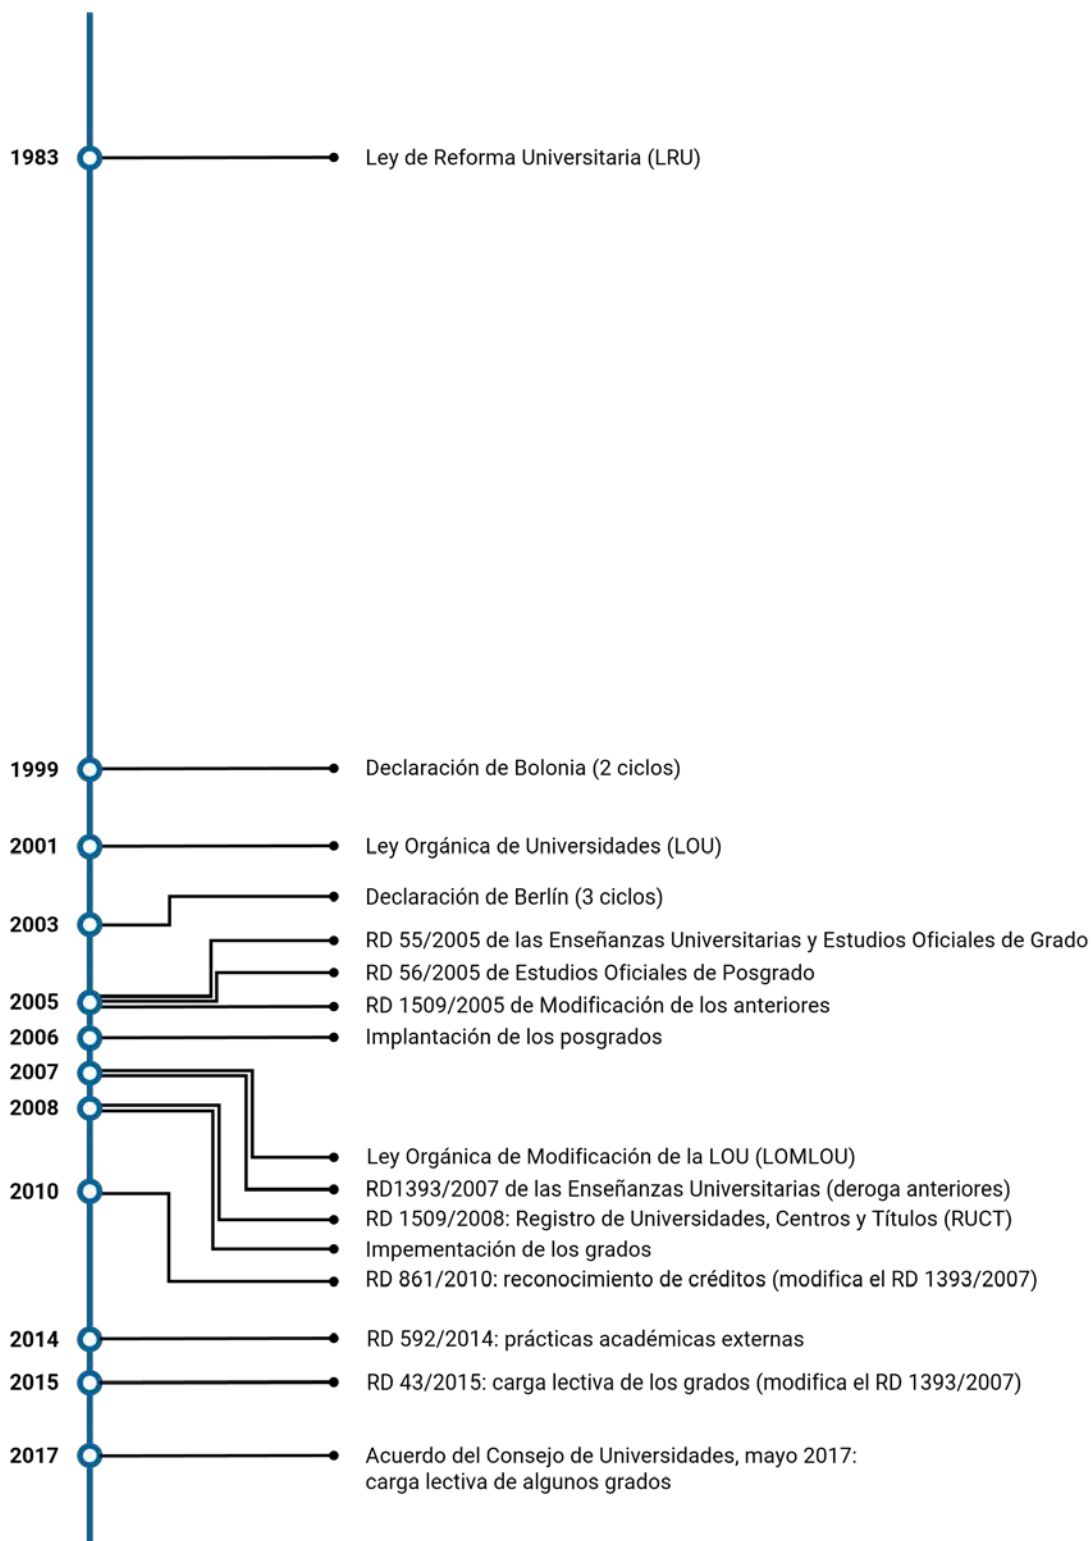 1983 Ley de Reforma Universitaria (LRU)
1999 Declaración de Bolonia (2 ciclos)
2001 Ley Orgánica de Universidades (LOU)
Declaración de Berlín (3 ciclos)
2003
RD 55/2005 de las Enseñanzas Universitarias y Estudios Oficiales de Grado
RD 56/2005 de Estudios Oficiales de Posgrado
2005 RD 1509/2005 de Modificación de los anteriores
2006 Implantación de los posgrados
2007
2008
Ley Orgánica de Modificación de la LOU (LOMLOU)
2010 RD1393/2007 de las Enseñanzas Universitarias (deroga anteriores)
RD 1509/2008: Registro de Universidades, Centros y Títulos (RUCT)
Impementación de los grados
RD 861/2010: reconocimiento de créditos (modifica el RD 1393/2007)
2014 RD 592/2014: prácticas académicas externas
2015 RD 43/2015: carga lectiva de los grados (modifica el RD 1393/2007)
2017 Acuerdo del Consejo de Universidades, mayo 2017:
carga lectiva de algunos grados